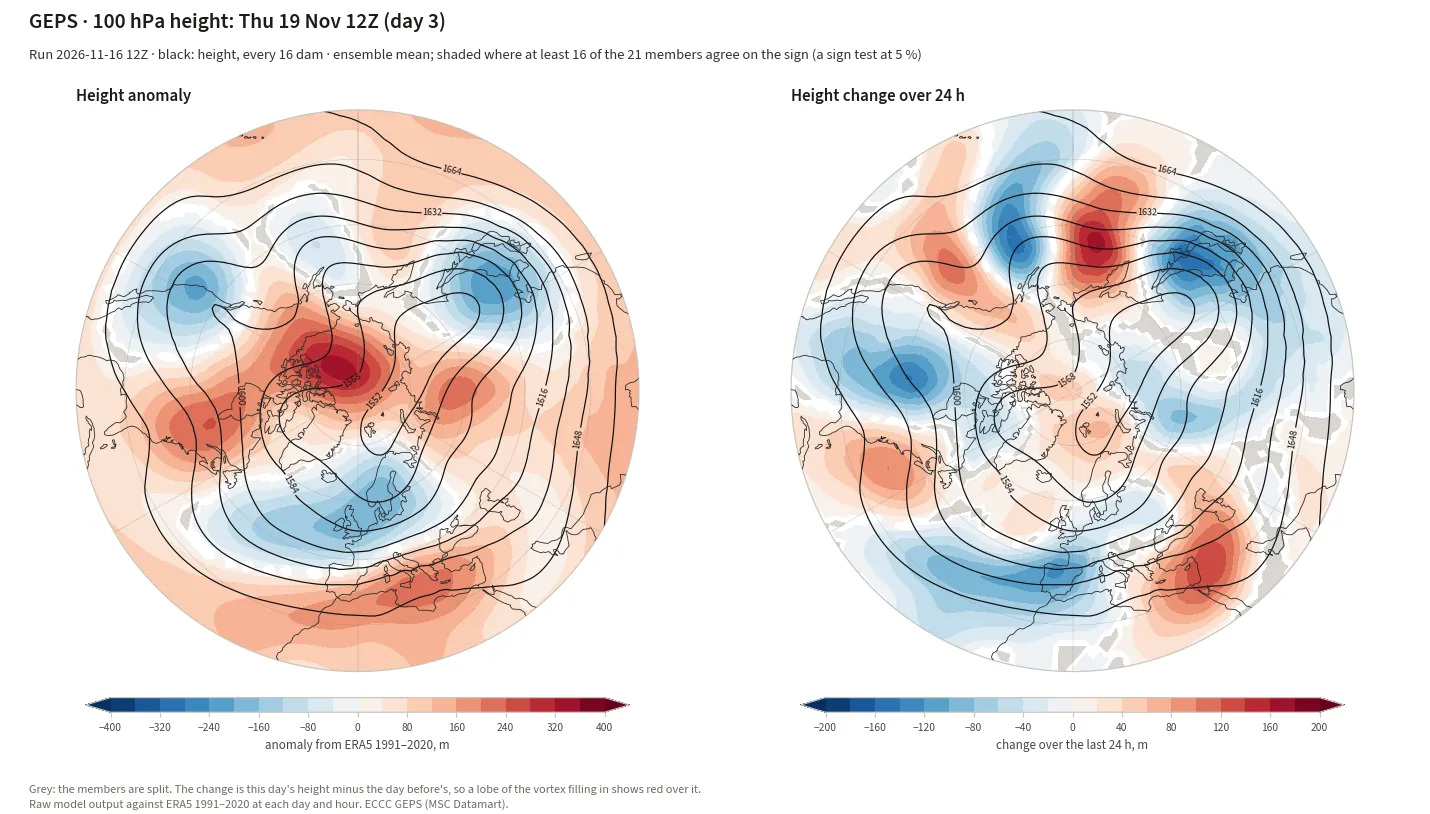 GEPS · 100 hPa height: Thu 19 Nov 12Z (day 3)
Run 2026-11-16 12Z · black: height, every 16 dam · ensemble mean; shaded where at least 16 of the 21 members agree on the sign (a sign test at 5 %)
Height anomaly
Height change over 24 h
1664
1632
1568
1552
1600
1616
1648
1584
1664
1632
1568
1552
1600
1616
1648
1584
−400 −320 −240 −160 −80 0 80 160 240 320 400
anomaly from ERA5 1991–2020, m
−200 −160 −120 −80 −40 0 40 80 120 160 200
change over the last 24 h, m
Grey: the members are split. The change is this day's height minus the day before's, so a lobe of the vortex filling in shows red over it.
Raw model output against ERA5 1991–2020 at each day and hour. ECCC GEPS (MSC Datamart).